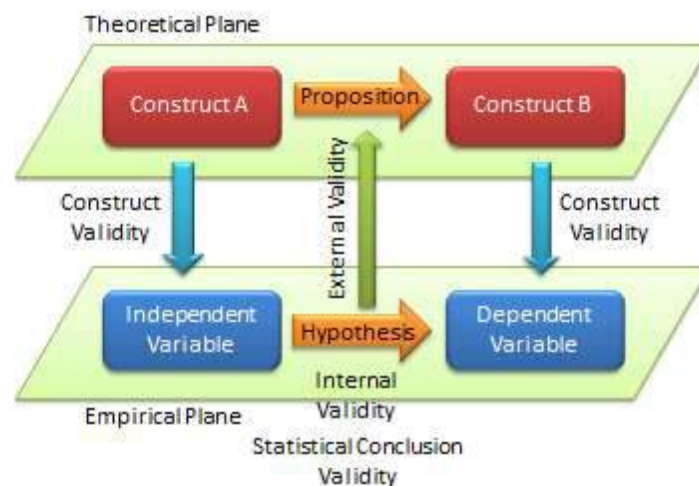 Theoretical Plane
Construct A
Proposition
Construct B
Construct
Validity
External Validity
Construct
Validity
Independent
Variable
Hypothesis
Dependent
Variable
Internal
Validity
Empirical Plane
Statistical Conclusion
Validity